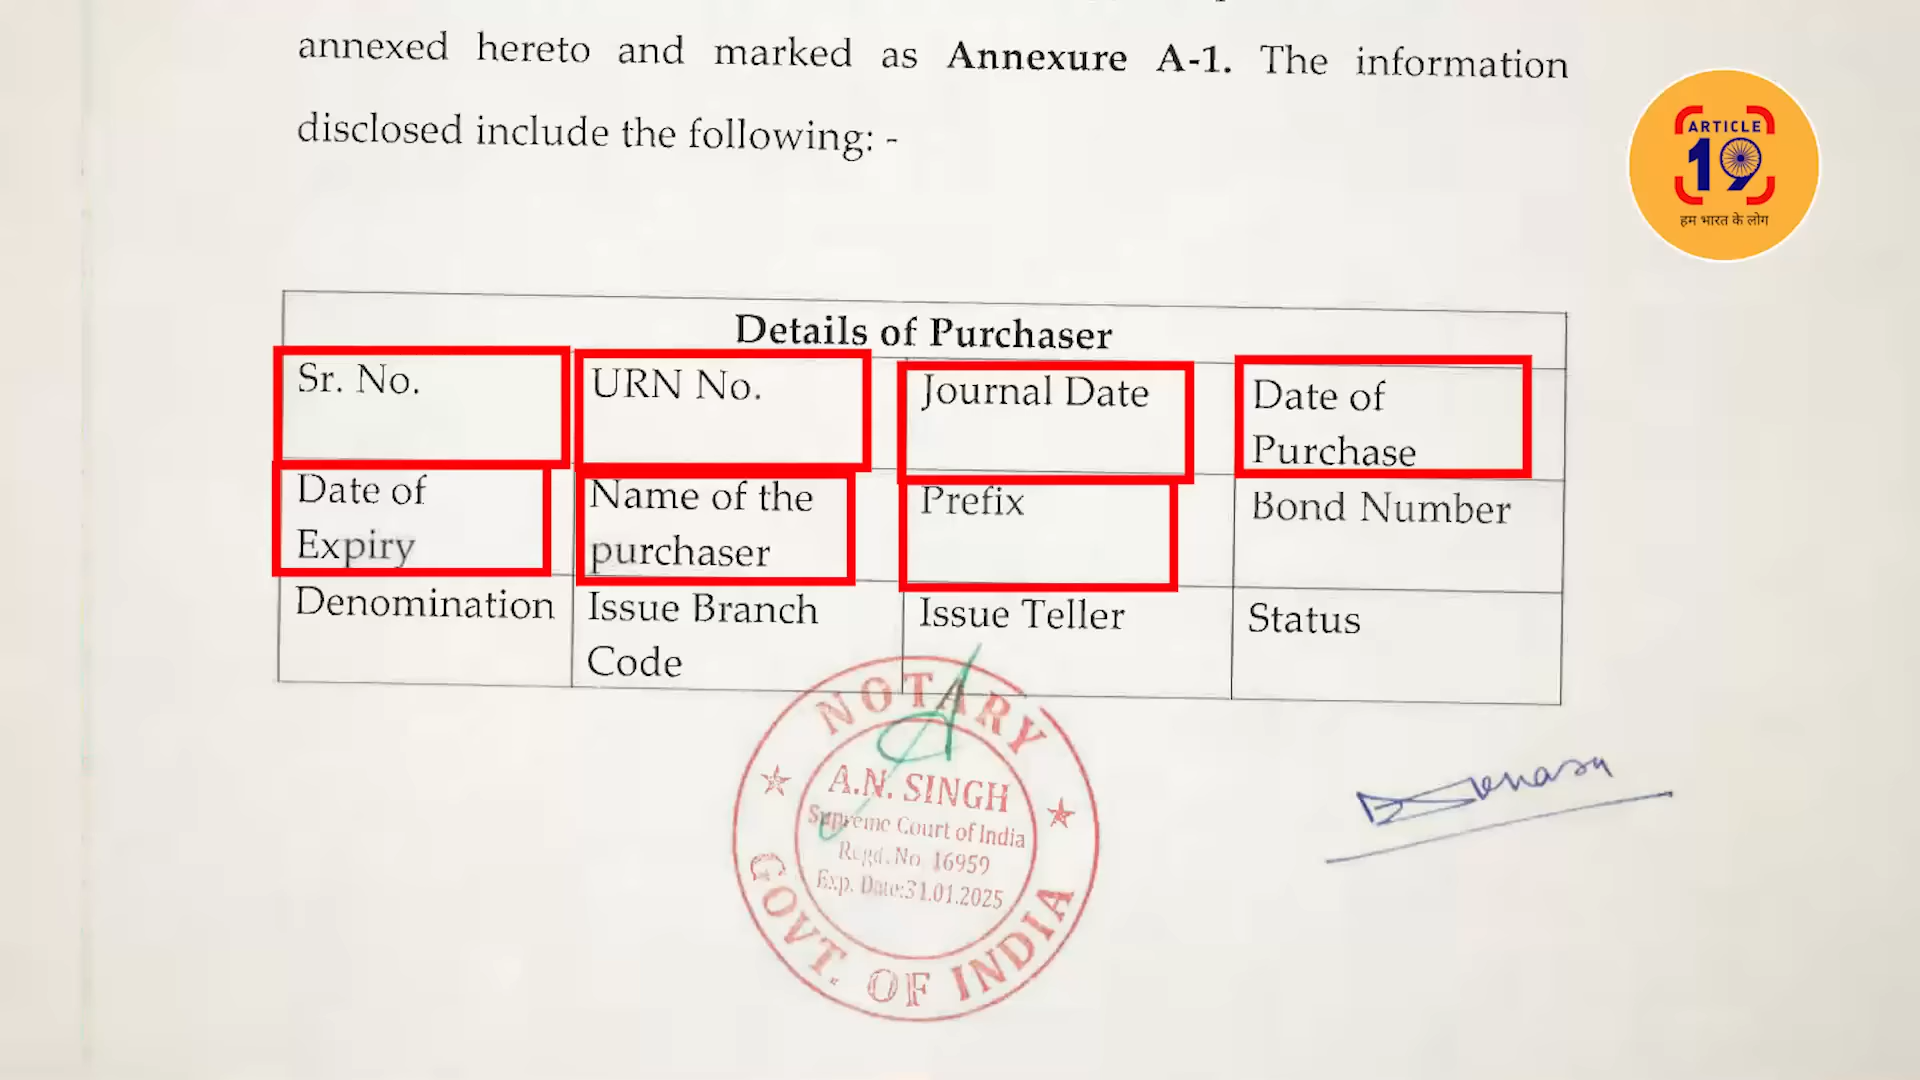 annexed hereto and marked as Annexure A-1. The information
disclosed include the following: -
ARTICLE
19
हम भारत के लोग
Details of Purchaser
Sr. No.
URN No.
Journal Date
Date of
Purchase
Date of
Expiry
Name of the
purchaser
Prefix
Bond Number
Denomination
Issue Branch
Code
Issue Teller
Status
NOTARY
A.N. SINGH
Supreme Court of India
Regd. No. 16959
Exp. Date:31.01.2025
GOVT. OF INDIA